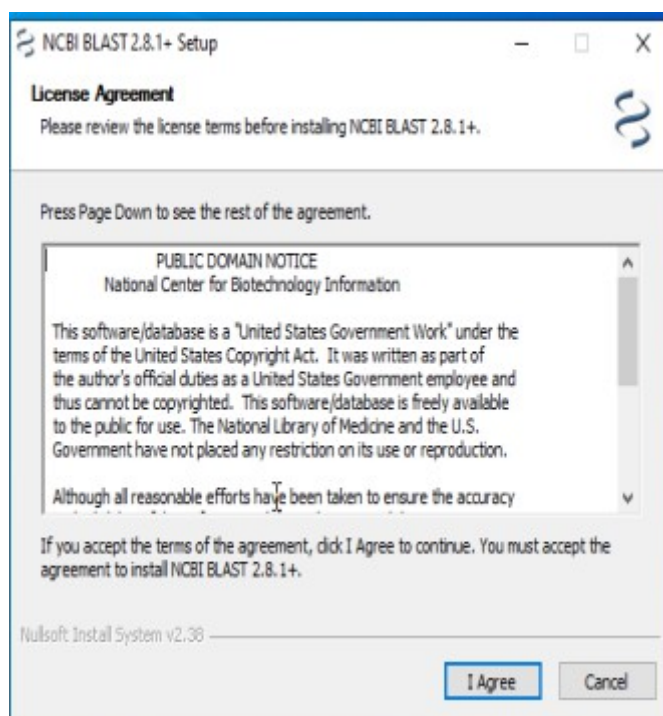 NCBI BLAST 2.8.1+ Setup
License Agreement
Please review the license terms before installing NCBI BLAST 2.8.1+.
Press Page Down to see the rest of the agreement.
PUBLIC DOMAIN NOTICE
National Center for Biotechnology Information
This software/database is a "United States Government Work" under the
terms of the United States Copyright Act. It was written as part of
the author's official duties as a United States Government employee and
thus cannot be copyrighted. This software/database is freely available
to the public for use. The National Library of Medicine and the U.S.
Government have not placed any restriction on its use or reproduction.
Although all reasonable efforts have been taken to ensure the accuracy
If you accept the terms of the agreement, click I Agree to continue. You must accept the
agreement to install NCBI BLAST 2.8.1+.
Nullsoft Install System v2.38
I Agree
Cancel